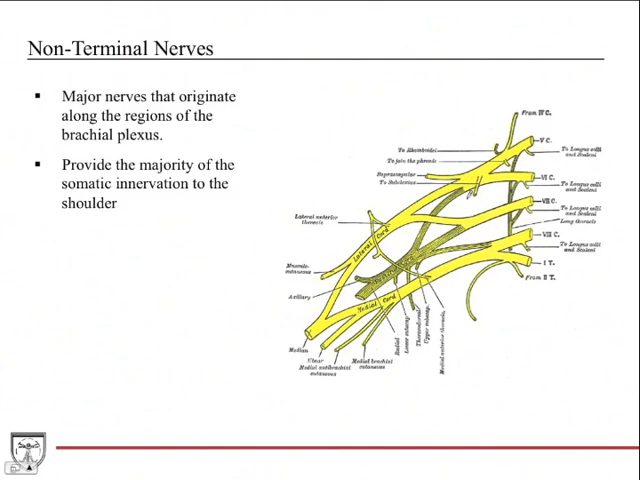 Non-Terminal Nerves
▪ Major nerves that originate
along the regions of the
brachial plexus.
▪ Provide the majority of the
somatic innervation to the
shoulder
From IV C.
V C.
To Rhomboidei
To Longus colli
and Scaleni
To join the phrenic
Suprascapular
VI C.
To Subclavius
To Longus colli
and Scaleni
VII C.
To Longus colli
and Scaleni
Lateral anterior
thoracic
Long thoracic
VIII C.
Lateral Cord
To Longus colli
and Scaleni
I T.
Musculo-
cutaneous
From II T.
Axillary
Medial Cord
Median
Ulnar
Medial antibrachial
cutaneous
Medial brachial
cutaneous
Radial
Lower subscap.
Thoracodorsal
Upper subscap.
Medial anterior thoracic